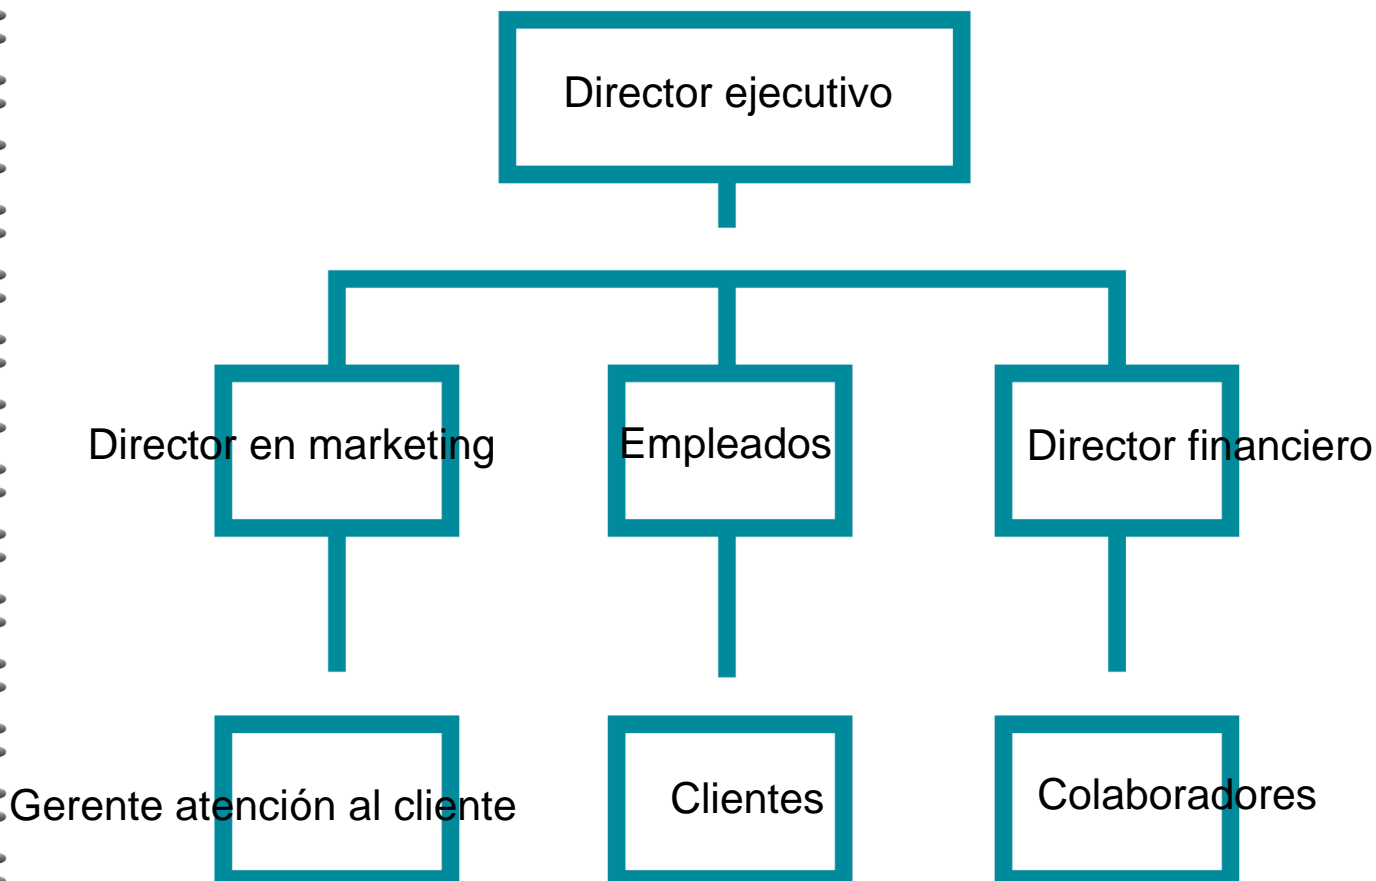 Director ejecutivo
Director en marketing
Empleados
Director financiero
Gerente atención al cliente
Clientes
Colaboradores